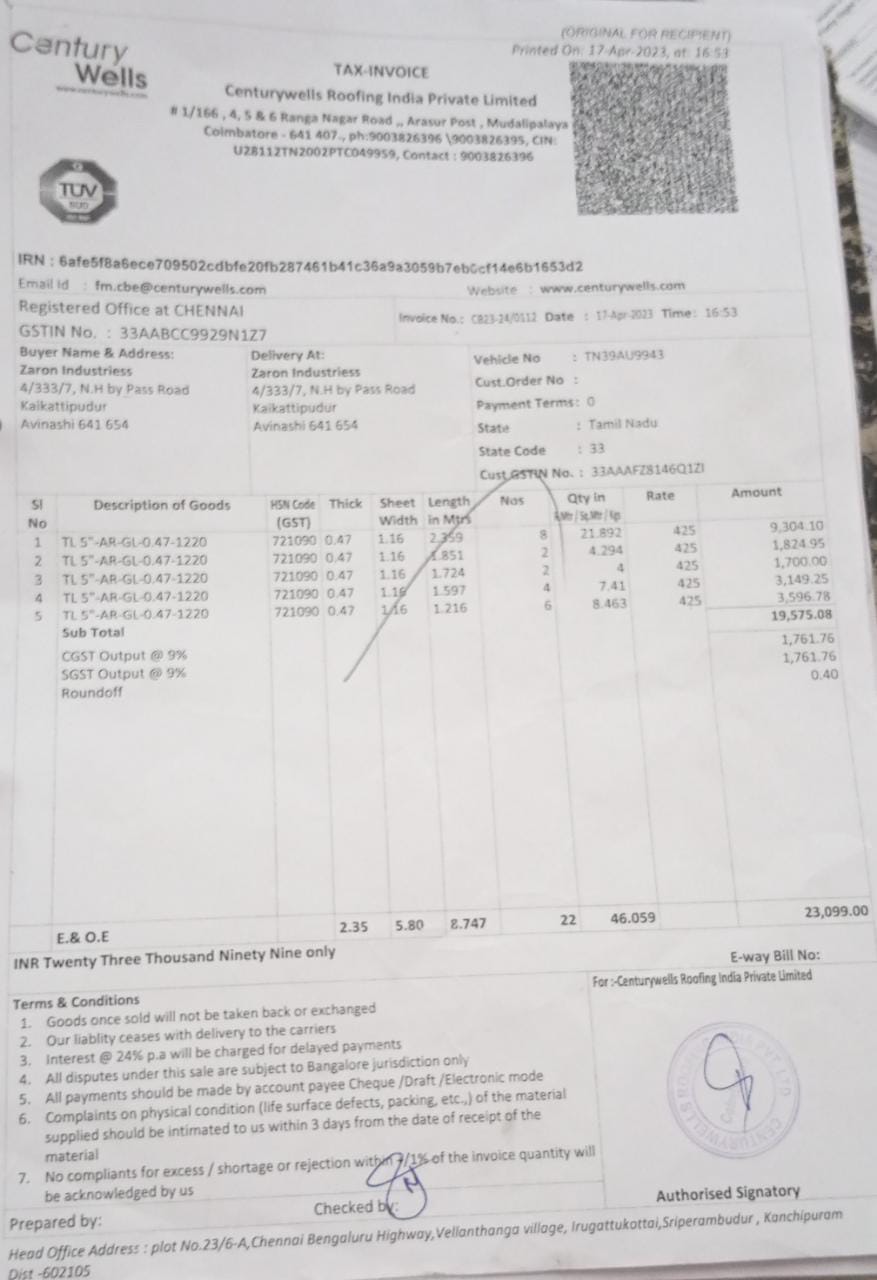 (ORIGINAL FOR RECIPIENT)
Printed On: 17-Apr-2023, at: 16:53
Century
Wells
www.centurywells.com
TAX-INVOICE
Centurywells Roofing India Private Limited
# 1/166 , 4, 5 & 6 Ranga Nagar Road ,, Arasur Post , Mudalipalaya
Coimbatore - 641 407., ph:9003826396 \9003826395, CIN:
U28112TN2002PTC049959, Contact : 9003826396
TUV
SUD
IRN : 6afe5f8a6ece709502cdbfe20fb287461b41c36a9a3059b7eb0cf14e6b1653d2
Email Id : fm.cbe@centurywells.com Website : www.centurywells.com
Registered Office at CHENNAI
GSTIN No. : 33AABCC9929N1Z7
Invoice No.: CB23-24/0112 Date : 17-Apr-2023 Time: 16:53
Buyer Name & Address:
Zaron Industriess
4/333/7, N.H by Pass Road
Kaikattipudur
Avinashi 641 654
Delivery At:
Zaron Industriess
4/333/7, N.H by Pass Road
Kaikattipudur
Avinashi 641 654
Vehicle No : TN39AU9943
Cust.Order No :
Payment Terms: 0
State : Tamil Nadu
State Code : 33
Cust GSTIN No. : 33AAAFZ8146Q1ZI
Sl No Description of Goods HSN Code (GST) Thick Sheet Width Length in Mtrs Nos Qty in R.Mtr / Sq.Mtr / Kgs Rate Amount
1 TL 5"-AR-GL-0.47-1220 721090 0.47 1.16 2.359 8 21.892 425 9,304.10
2 TL 5"-AR-GL-0.47-1220 721090 0.47 1.16 1.851 2 4.294 425 1,824.95
3 TL 5"-AR-GL-0.47-1220 721090 0.47 1.16 1.724 2 4 425 1,700.00
4 TL 5"-AR-GL-0.47-1220 721090 0.47 1.16 1.597 4 7.41 425 3,149.25
5 TL 5"-AR-GL-0.47-1220 721090 0.47 1.16 1.216 6 8.463 425 3,596.78
Sub Total 19,575.08
CGST Output @ 9% 1,761.76
SGST Output @ 9% 1,761.76
Roundoff 0.40
E.& O.E 2.35 5.80 8.747 22 46.059 23,099.00
INR Twenty Three Thousand Ninety Nine only
E-way Bill No:
For :-Centurywells Roofing India Private Limited
Terms & Conditions
1. Goods once sold will not be taken back or exchanged
2. Our liablity ceases with delivery to the carriers
3. Interest @ 24% p.a will be charged for delayed payments
4. All disputes under this sale are subject to Bangalore jurisdiction only
5. All payments should be made by account payee Cheque /Draft /Electronic mode
6. Complaints on physical condition (life surface defects, packing, etc.,) of the material
supplied should be intimated to us within 3 days from the date of receipt of the
material
7. No compliants for excess / shortage or rejection within +/1% of the invoice quantity will
be acknowledged by us
Prepared by:
Checked by:
Authorised Signatory
Head Office Address : plot No.23/6-A,Chennai Bengaluru Highway,Vellanthanga village, Irugattukottai,Sriperambudur , Kanchipuram
Dist -602105